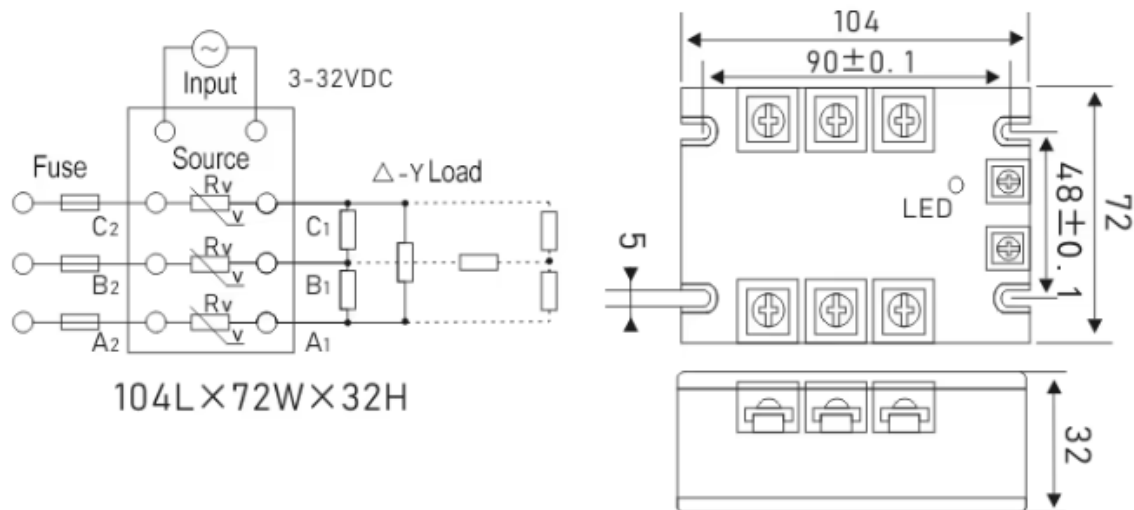 ~
Input
3-32VDC
Fuse
Source
△-Y Load
Rv
V
C2
C1
Rv
V
B2
B1
Rv
V
A2
A1
104L×72W×32H
104
90±0.1
LED
48±0.1
72
5
32